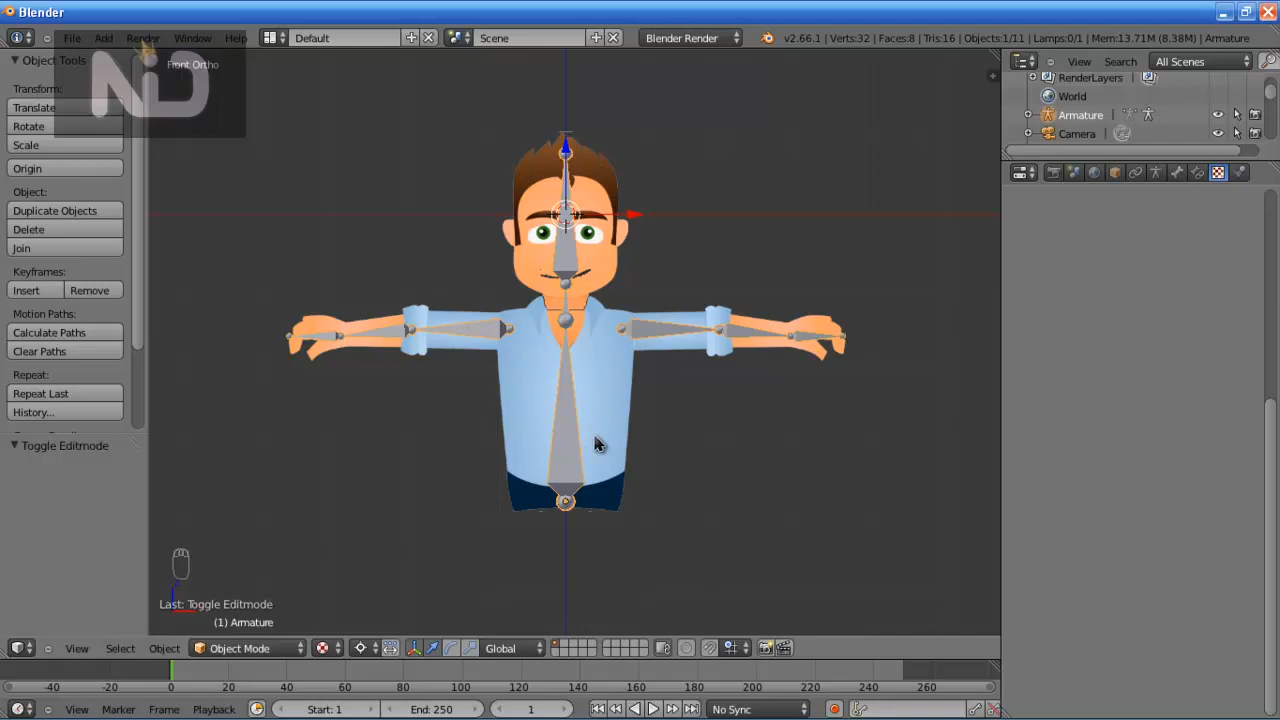 Blender
File Add Render Window Help Default Scene Blender Render v2.66.1 | Verts:32 | Faces:8 | Tris:16 | Objects:1/11 | Lamps:0/1 | Mem:13.71M (8.38M) | Armature
Object Tools
Front Ortho
View Search All Scenes
NiD
RenderLayers
Transform:
World
Translate
Armature
Rotate
Camera
Scale
Origin
Object:
Duplicate Objects
Delete
Join
Keyframes:
Insert Remove
Motion Paths:
Calculate Paths
Clear Paths
Repeat:
Repeat Last
History...
Toggle Editmode
Last: Toggle Editmode
(1) Armature
View Select Object Object Mode Global
-40 -20 0 20 40 60 80 100 120 140 160 180 200 220 240 260
View Marker Frame Playback Start: 1 End: 250 1 No Sync